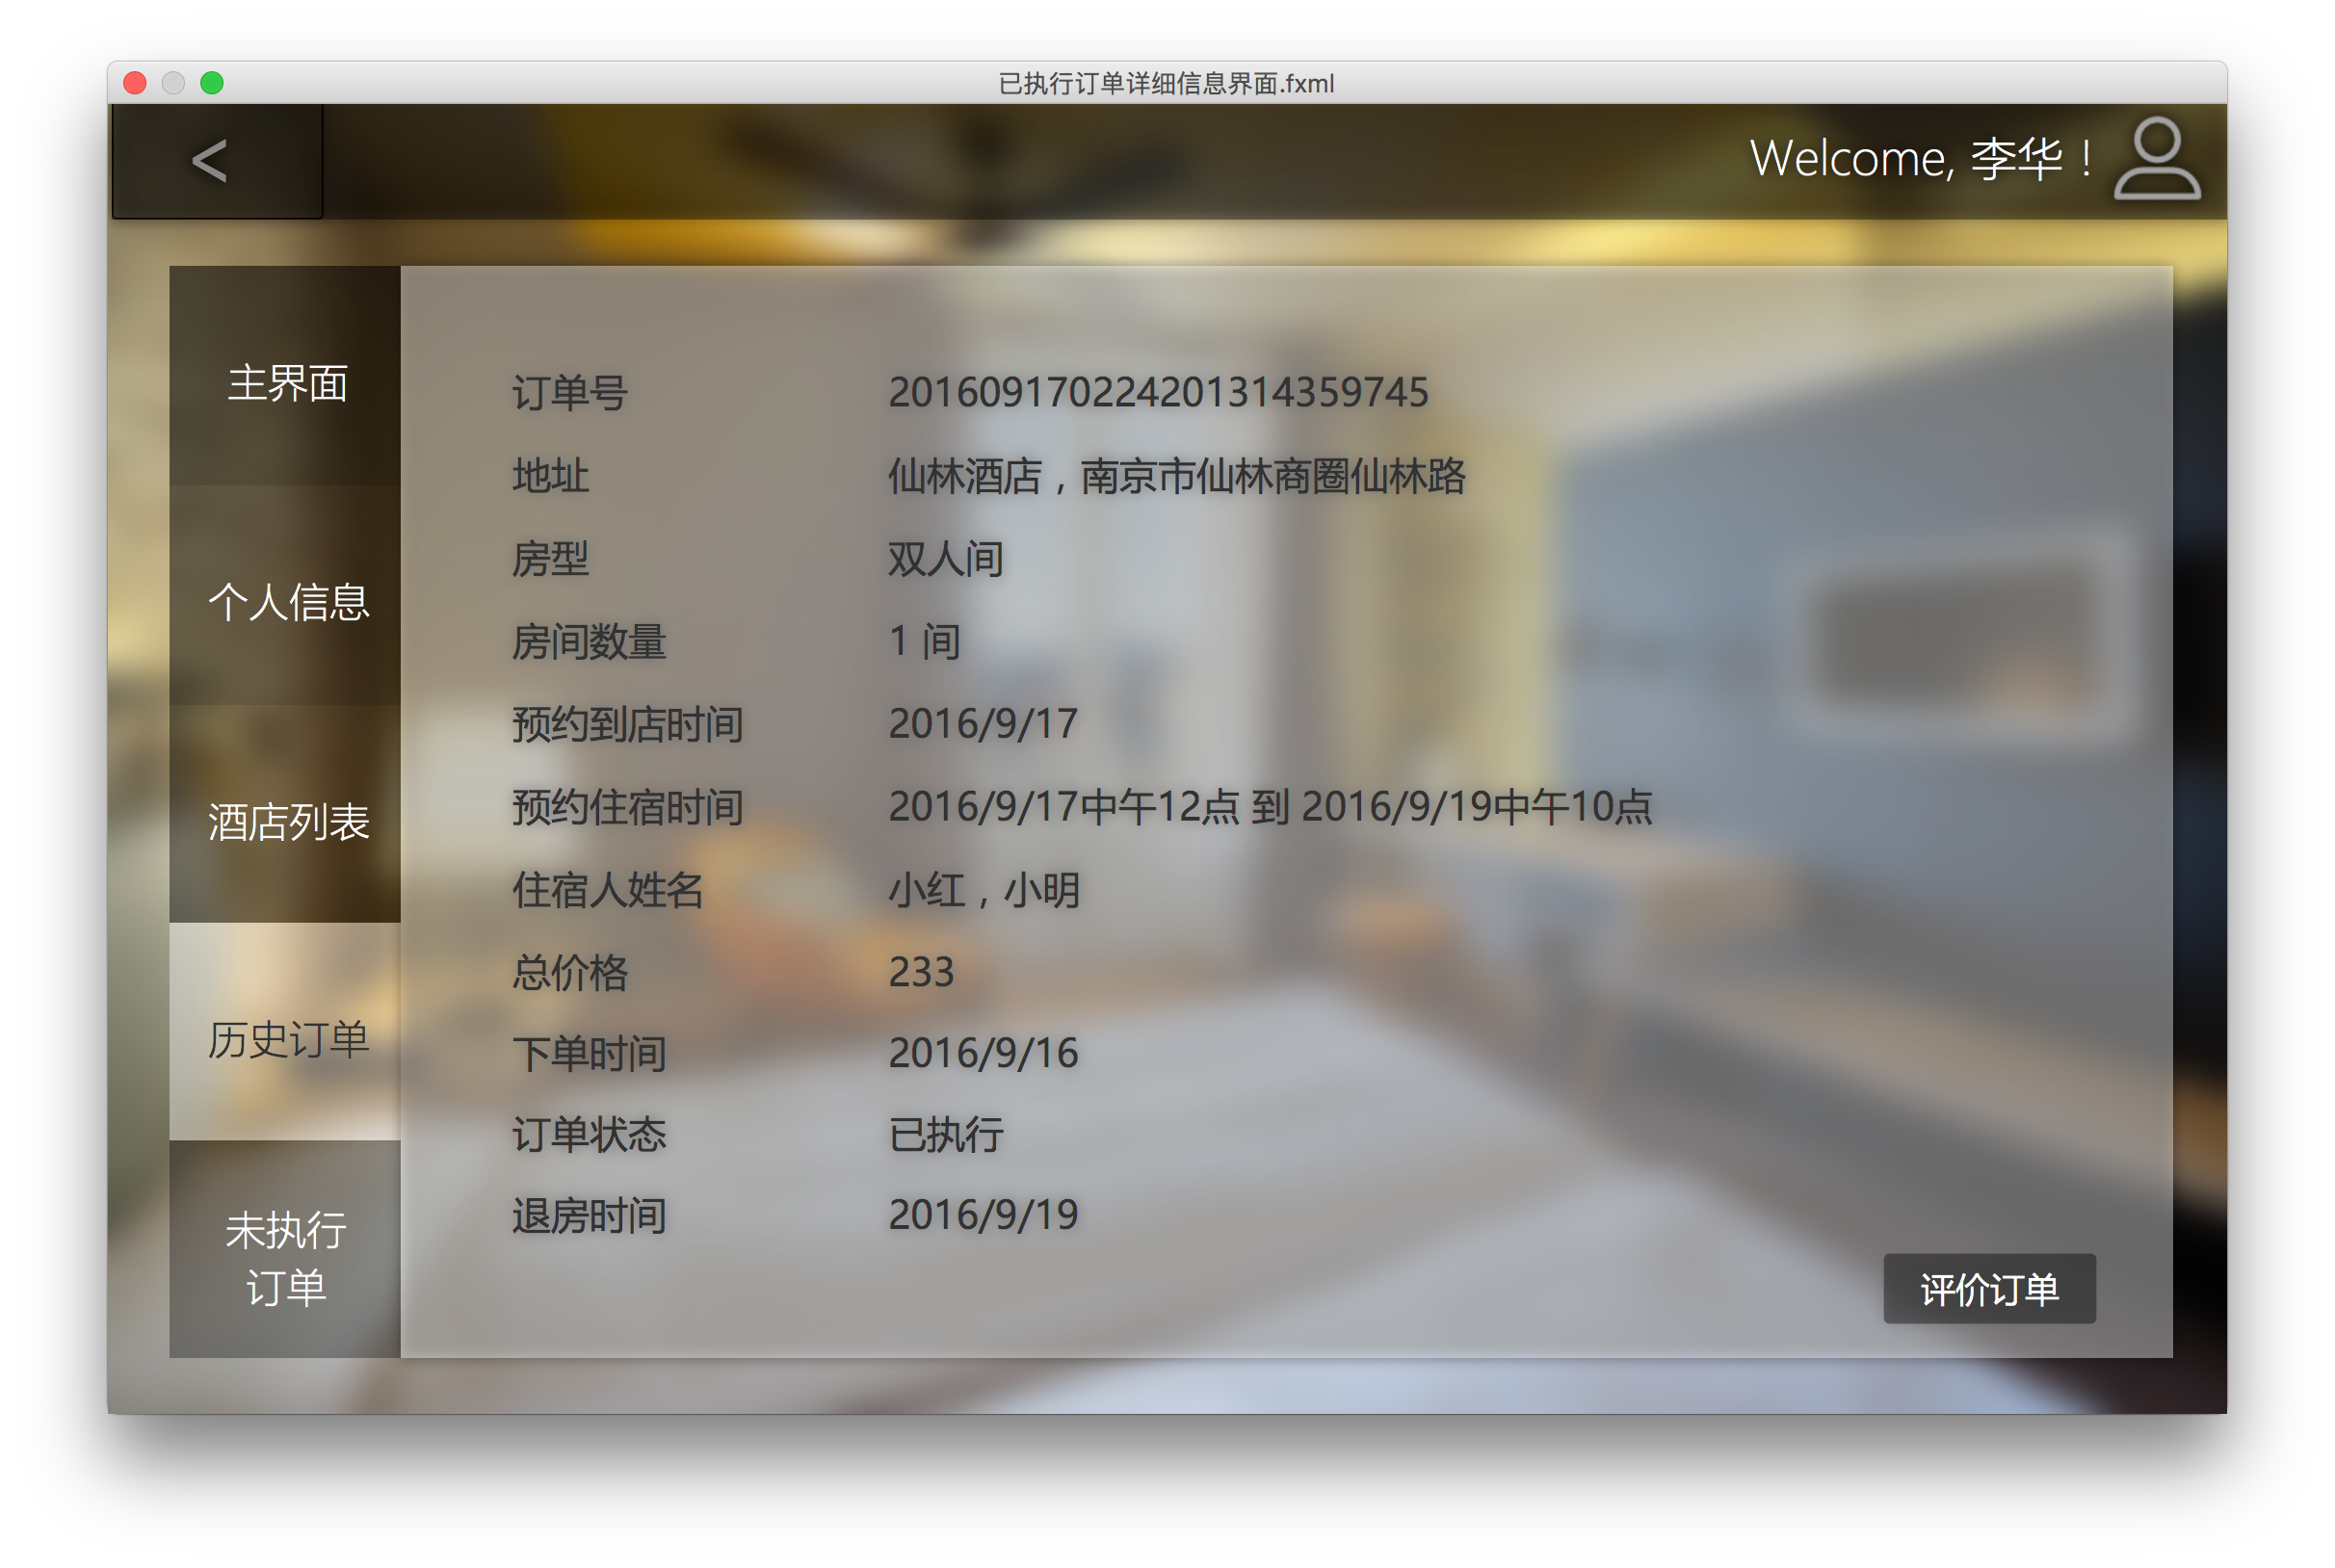 已执行订单详细信息界面.fxml
<
Welcome, 李华！
主界面
个人信息
酒店列表
历史订单
未执行
订单
订单号 201609170224201314359745
地址 仙林酒店，南京市仙林商圈仙林路
房型 双人间
房间数量 1 间
预约到店时间 2016/9/17
预约住宿时间 2016/9/17中午12点 到 2016/9/19中午10点
住宿人姓名 小红，小明
总价格 233
下单时间 2016/9/16
订单状态 已执行
退房时间 2016/9/19
评价订单